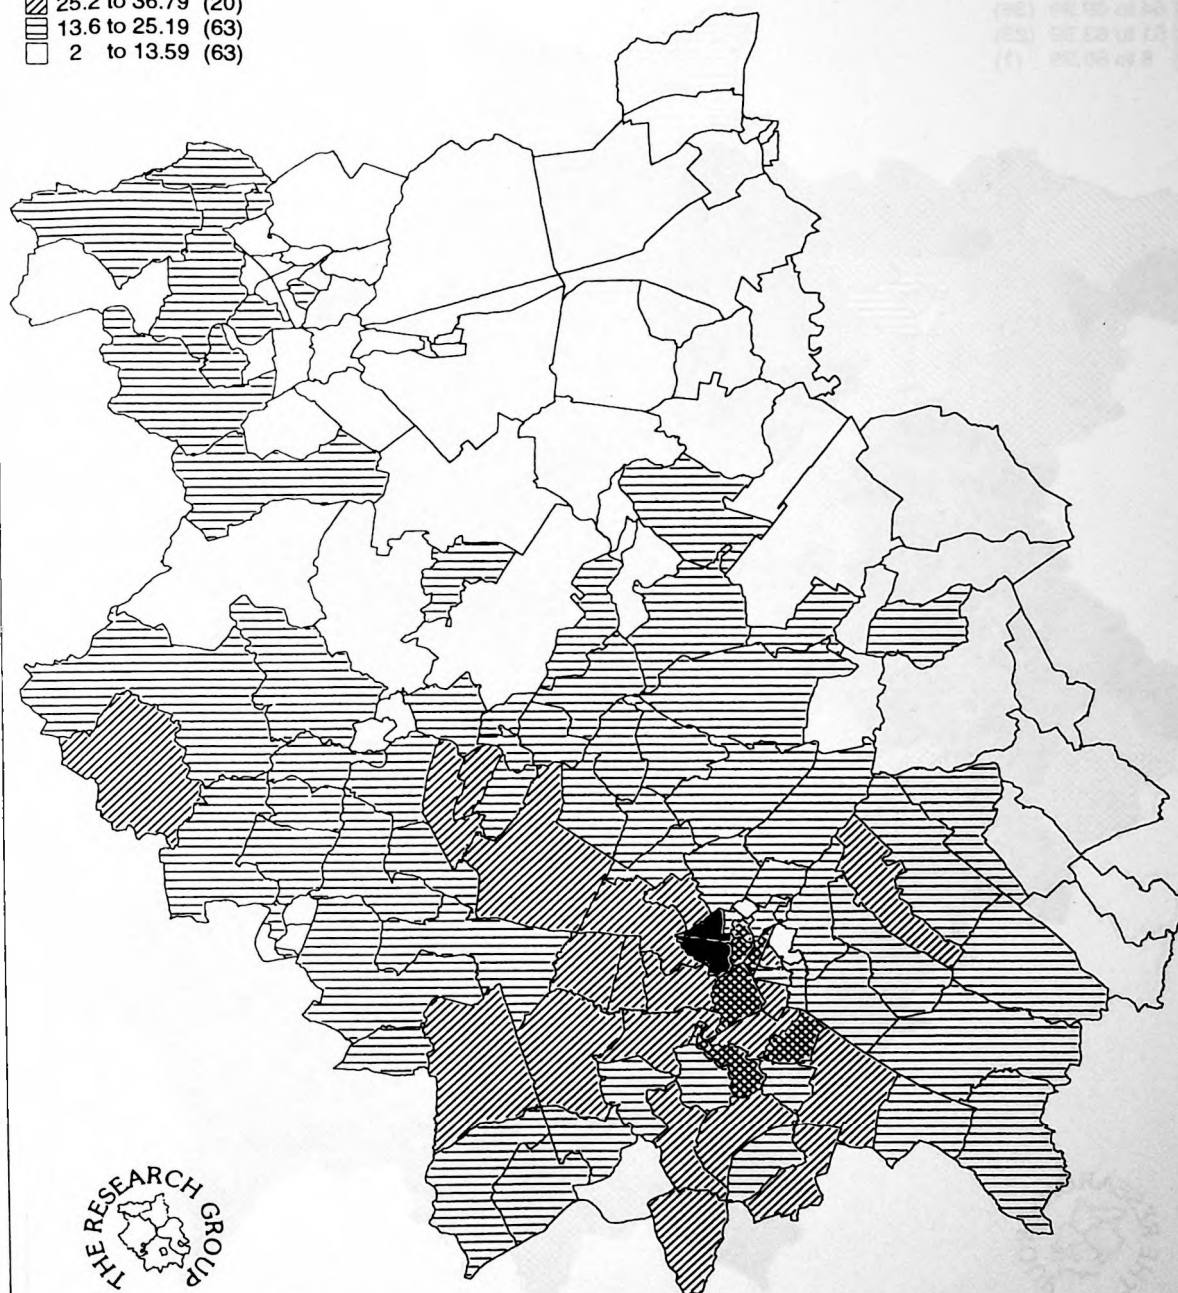 25.2 to 36.79 (20)
13.6 to 25.19 (63)
2 to 13.59 (63)
THE RESEARCH GROUP